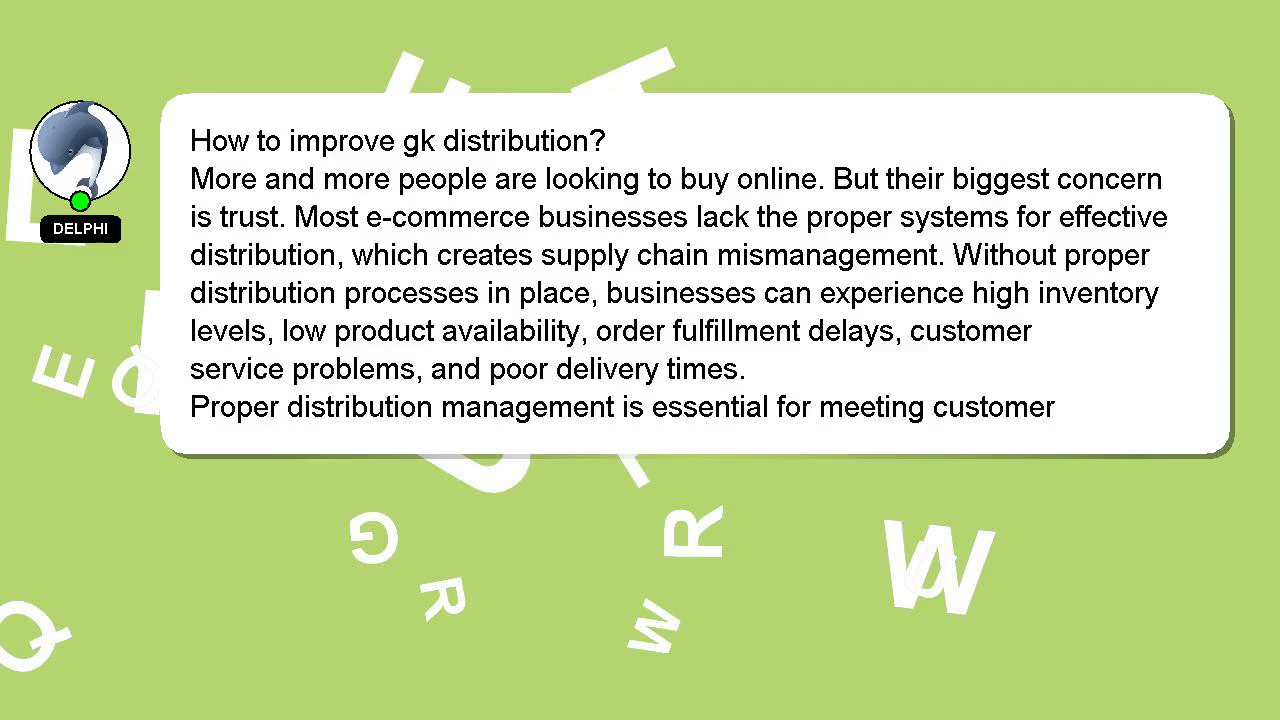 How to improve gk distribution?
More and more people are looking to buy online. But their biggest concern
is trust. Most e-commerce businesses lack the proper systems for effective
distribution, which creates supply chain mismanagement. Without proper
distribution processes in place, businesses can experience high inventory
levels, low product availability, order fulfillment delays, customer
service problems, and poor delivery times.
Proper distribution management is essential for meeting customer
DELPHI
E
Q
G
R
R
W
W
U
Q